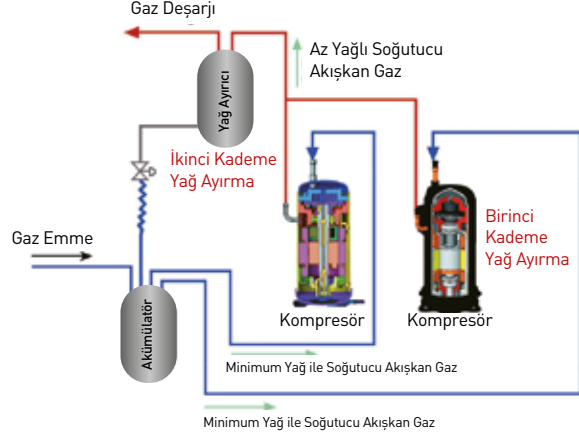 Gaz Deşarjı
Az Yağlı Soğutucu
Akışkan Gaz
Yağ Ayırıcı
İkinci Kademe
Yağ Ayırma
Birinci
Kademe
Yağ Ayırma
Gaz Emme
Akümülatör
Kompresör
Kompresör
Minimum Yağ ile Soğutucu Akışkan Gaz
Minimum Yağ ile Soğutucu Akışkan Gaz